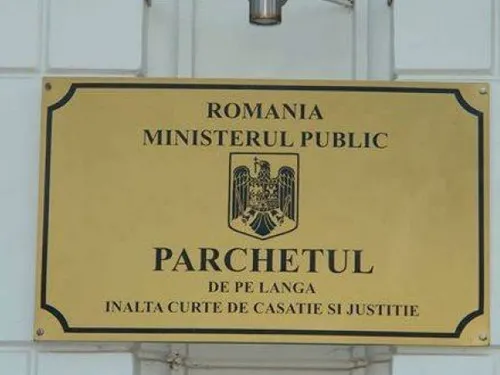 ROMANIA
MINISTERUL PUBLIC
PARCHETUL
DE PE LANGA
INALTA CURTE DE CASATIE SI JUSTITIE